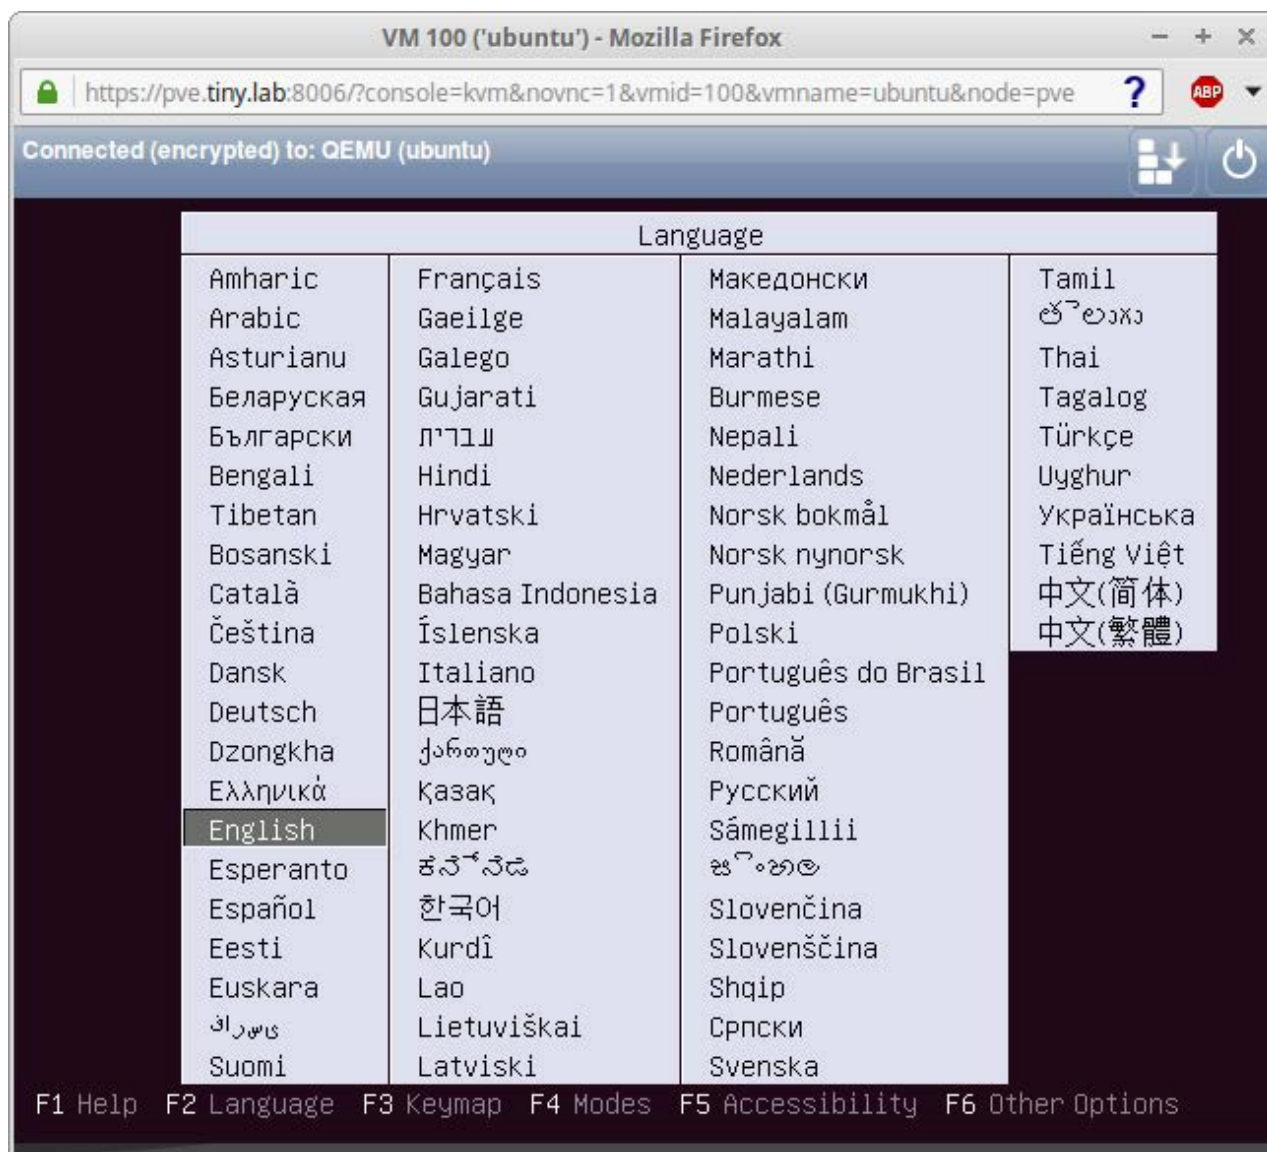 VM 100 ('ubuntu') - Mozilla Firefox
https://pve.tiny.lab:8006/?console=kvm&novnc=1&vmid=100&vmname=ubuntu&node=pve
?
ABP
Connected (encrypted) to: QEMU (ubuntu)
Language
Amharic
Arabic
Asturianu
Беларуская
Български
Bengali
Tibetan
Bosanski
Català
Čeština
Dansk
Deutsch
Dzongkha
Ελληνικά
English
Esperanto
Español
Eesti
Euskara
ﻯﺱﺭﺍﻑ
Suomi
Français
Gaeilge
Galego
Gujarati
עברית
Hindi
Hrvatski
Magyar
Bahasa Indonesia
Íslenska
Italiano
日本語
ქართული
Қазақ
Khmer
ಕನ್ನಡ
한국어
Kurdî
Lao
Lietuviškai
Latviski
Македонски
Malayalam
Marathi
Burmese
Nepali
Nederlands
Norsk bokmål
Norsk nynorsk
Punjabi (Gurmukhi)
Polski
Português do Brasil
Português
Română
Русский
Sámegillii
සිංහල
Slovenčina
Slovenščina
Shqip
Српски
Svenska
Tamil
తెలుగు
Thai
Tagalog
Türkçe
Uyghur
Українська
Tiếng Việt
中文(简体)
中文(繁體)
F1 Help F2 Language F3 Keymap F4 Modes F5 Accessibility F6 Other Options